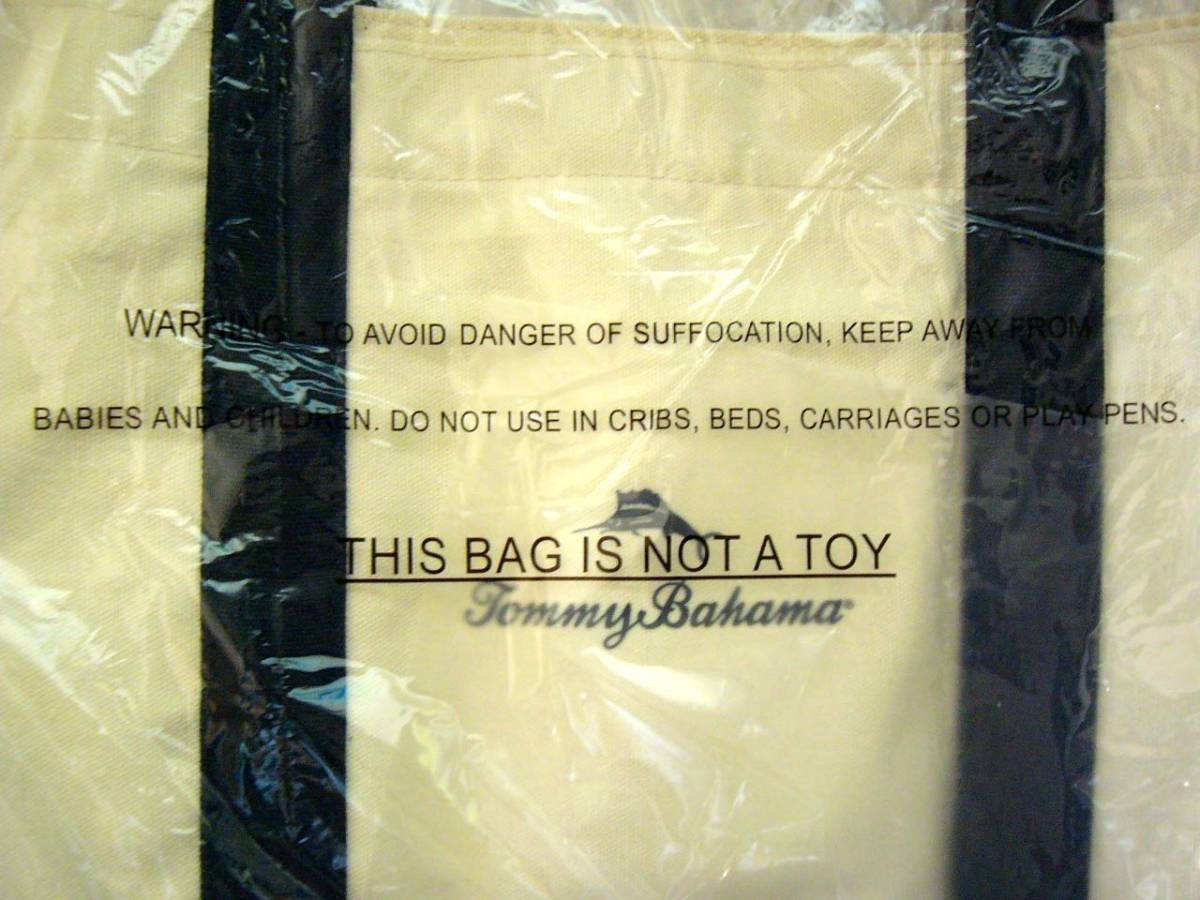 WARNING - TO AVOID DANGER OF SUFFOCATION, KEEP AWAY FROM
BABIES AND CHILDREN. DO NOT USE IN CRIBS, BEDS, CARRIAGES OR PLAY PENS.
THIS BAG IS NOT A TOY
Tommy Bahama